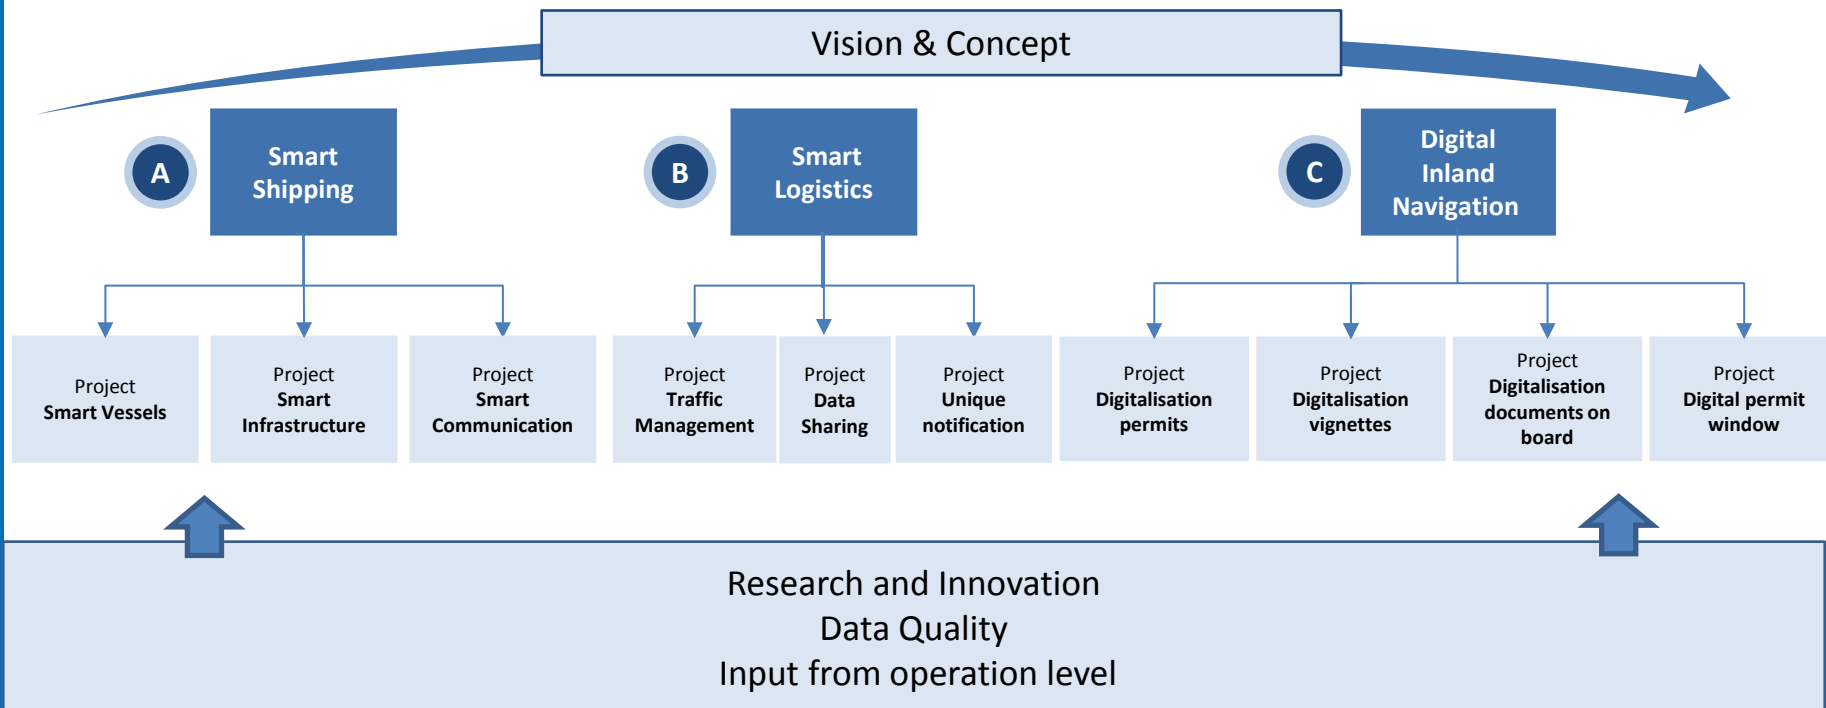 Vision & Concept
A
Smart
Shipping
B
Smart
Logistics
C
Digital
Inland
Navigation
Project
Smart Vessels
Project
Smart
Infrastructure
Project
Smart
Communication
Project
Traffic
Management
Project
Data
Sharing
Project
Unique
notification
Project
Digitalisation
permits
Project
Digitalisation
vignettes
Project
Digitalisation
documents on
board
Project
Digital permit
window
Research and Innovation
Data Quality
Input from operation level